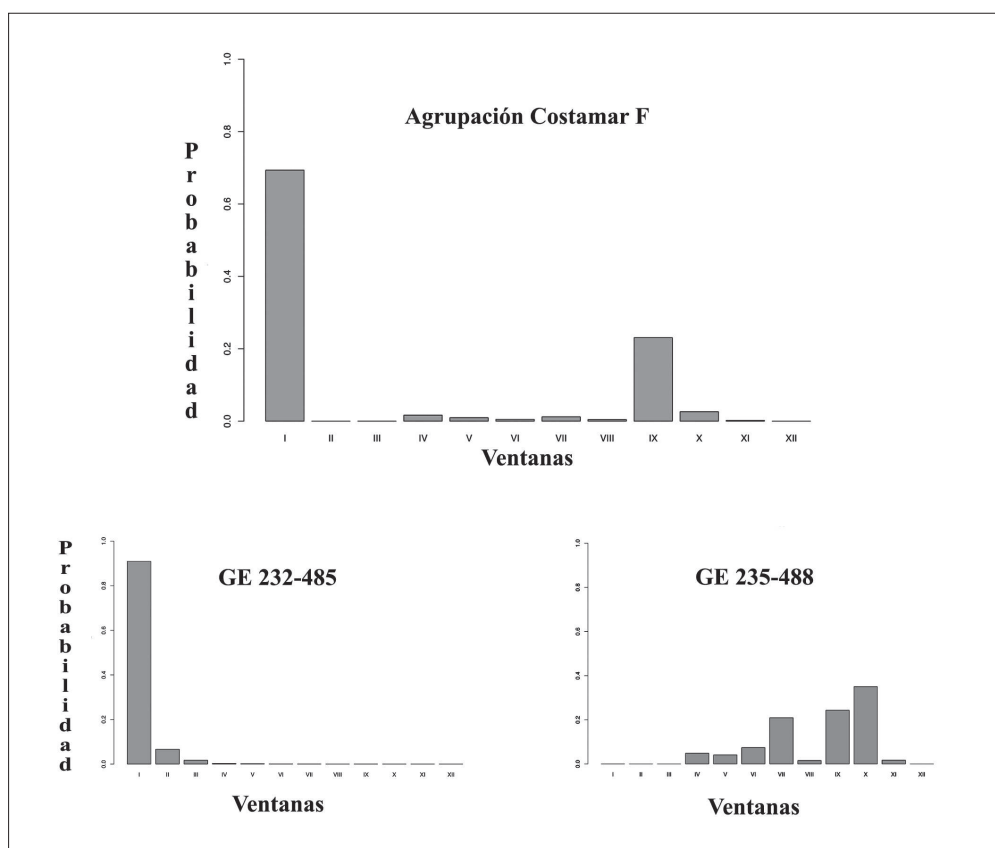 Agrupación Costamar F
Probabilidad
1.0
0.8
0.6
0.4
0.2
0.0
I II III IV V VI VII VIII IX X XI XII
Ventanas
GE 232-485
Probabilidad
1.0
0.8
0.6
0.4
0.2
0.0
I II III IV V VI VII VIII IX X XI XII
Ventanas
GE 235-488
1.0
0.8
0.6
0.4
0.2
0.0
I II III IV V VI VII VIII IX X XI XII
Ventanas